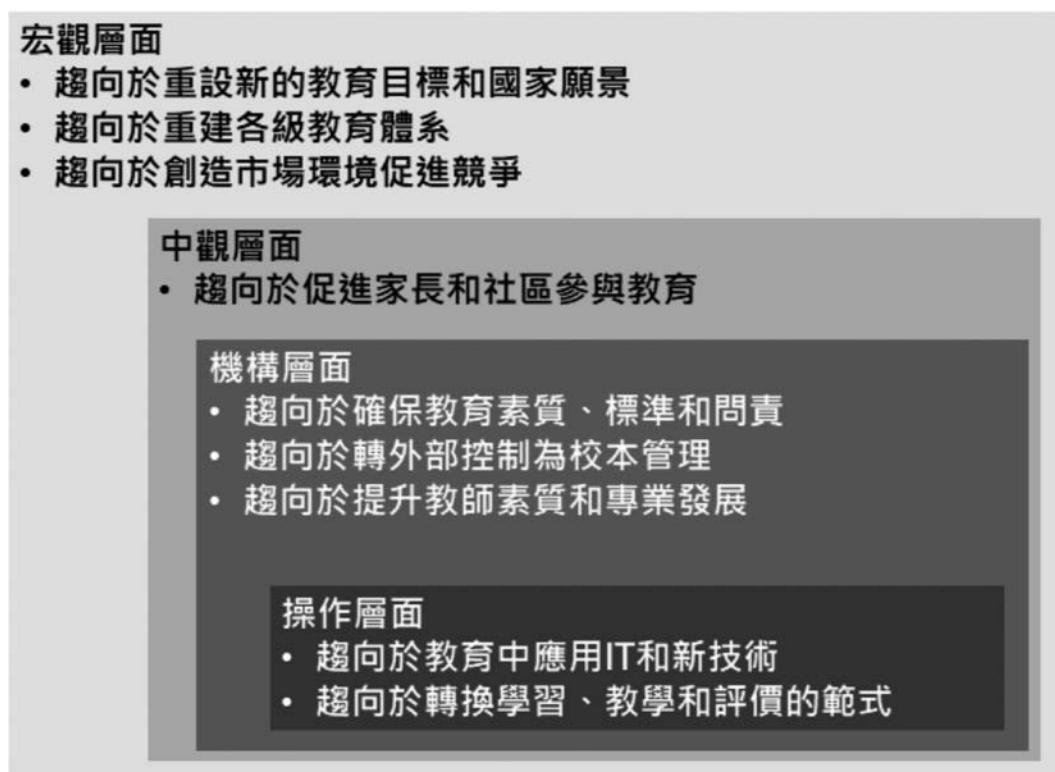 宏觀層面
• 趨向於重設新的教育目標和國家願景
• 趨向於重建各級教育體系
• 趨向於創造市場環境促進競爭
中觀層面
• 趨向於促進家長和社區參與教育
機構層面
• 趨向於確保教育素質、標準和問責
• 趨向於轉外部控制為校本管理
• 趨向於提升教師素質和專業發展
操作層面
• 趨向於教育中應用IT和新技術
• 趨向於轉換學習、教學和評價的範式